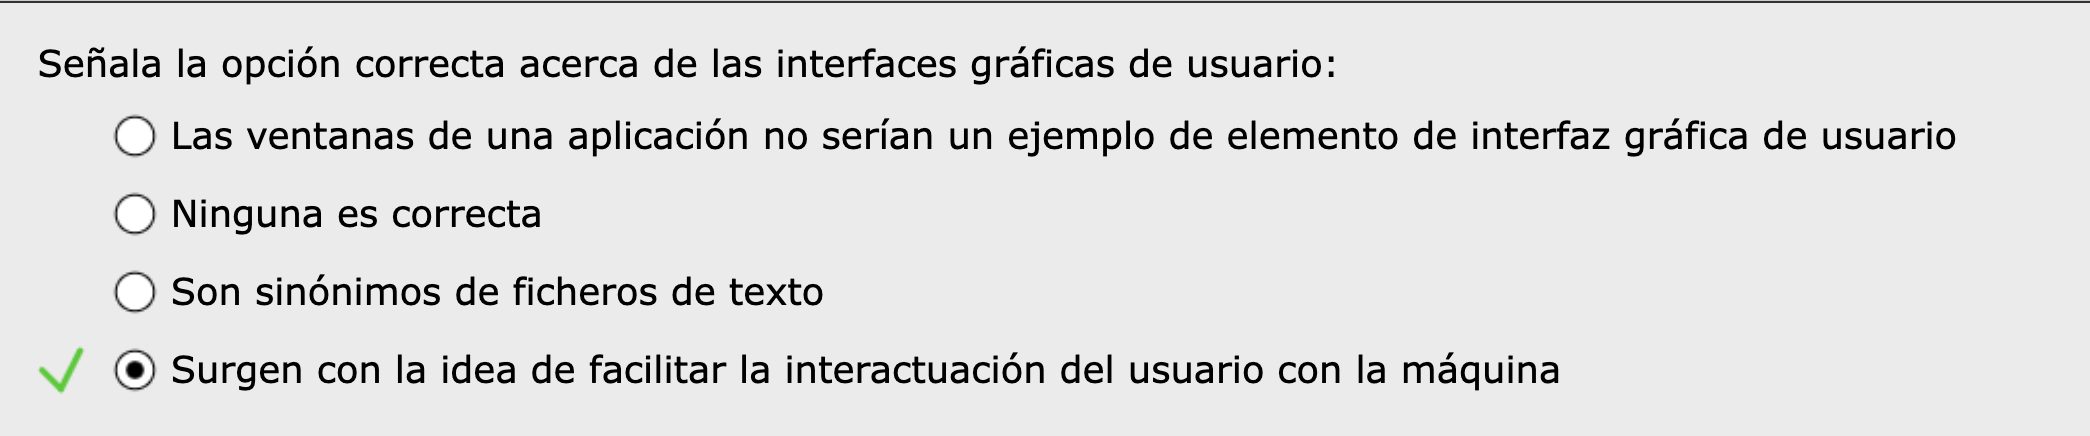 Señala la opción correcta acerca de las interfaces gráficas de usuario:
Las ventanas de una aplicación no serían un ejemplo de elemento de interfaz gráfica de usuario
Ninguna es correcta
Son sinónimos de ficheros de texto
Surgen con la idea de facilitar la interactuación del usuario con la máquina